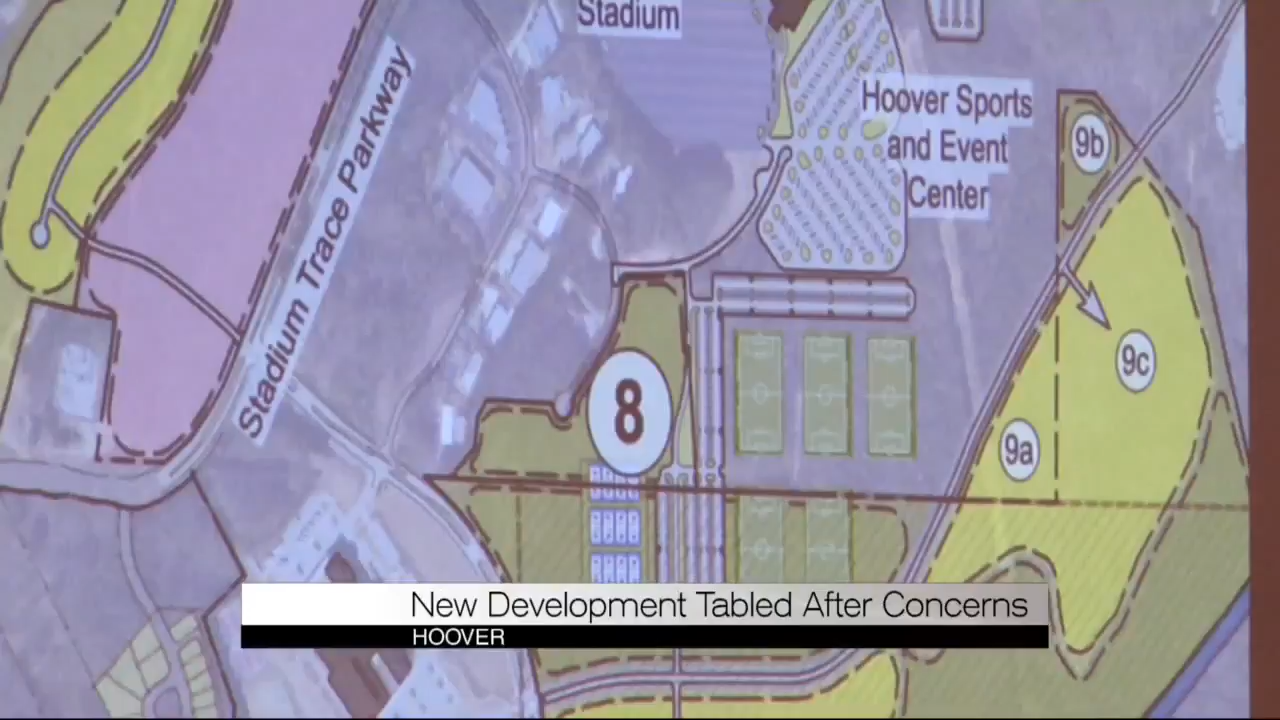 Stadium
Hoover Sports
and Event
Center
Stadium Trace Parkway
9b
9c
8
9a
New Development Tabled After Concerns
HOOVER